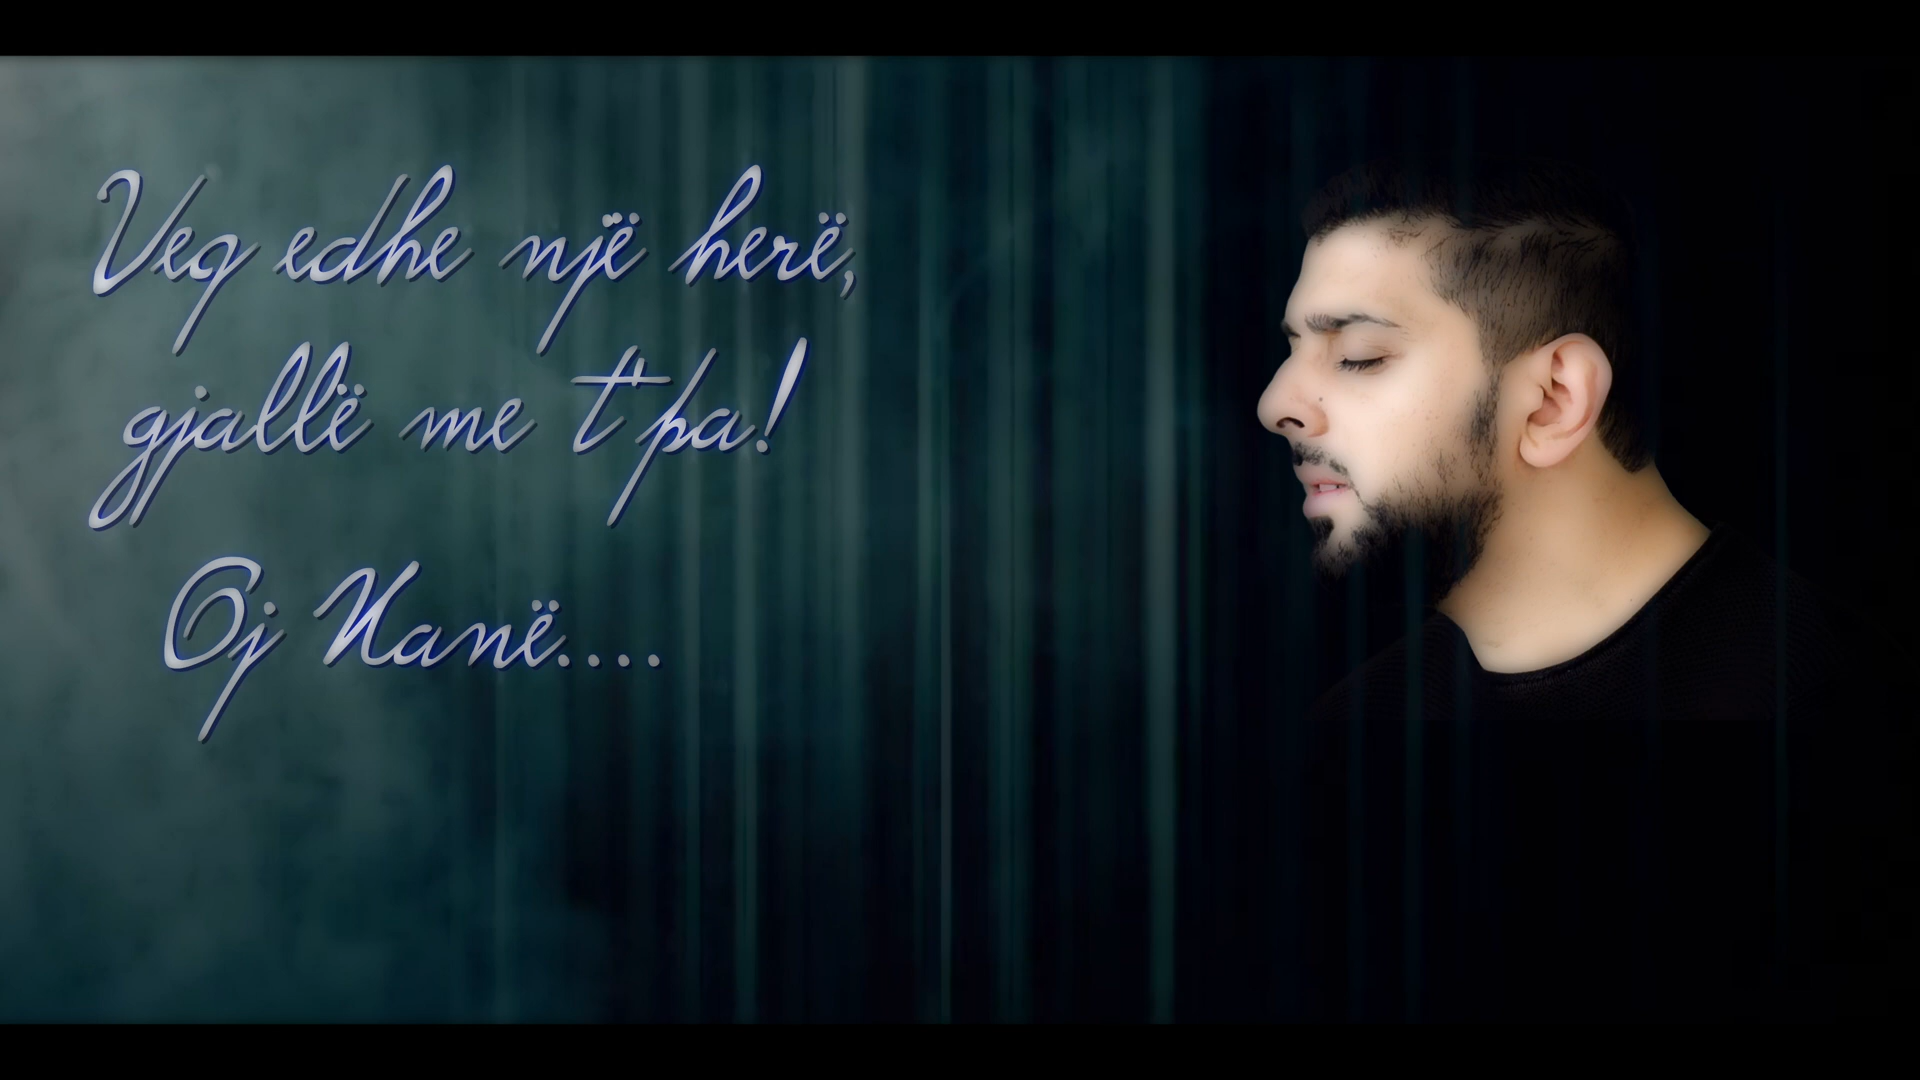 Veq edhe një herë,
gjallë me t'pa!
Oj Nanë....